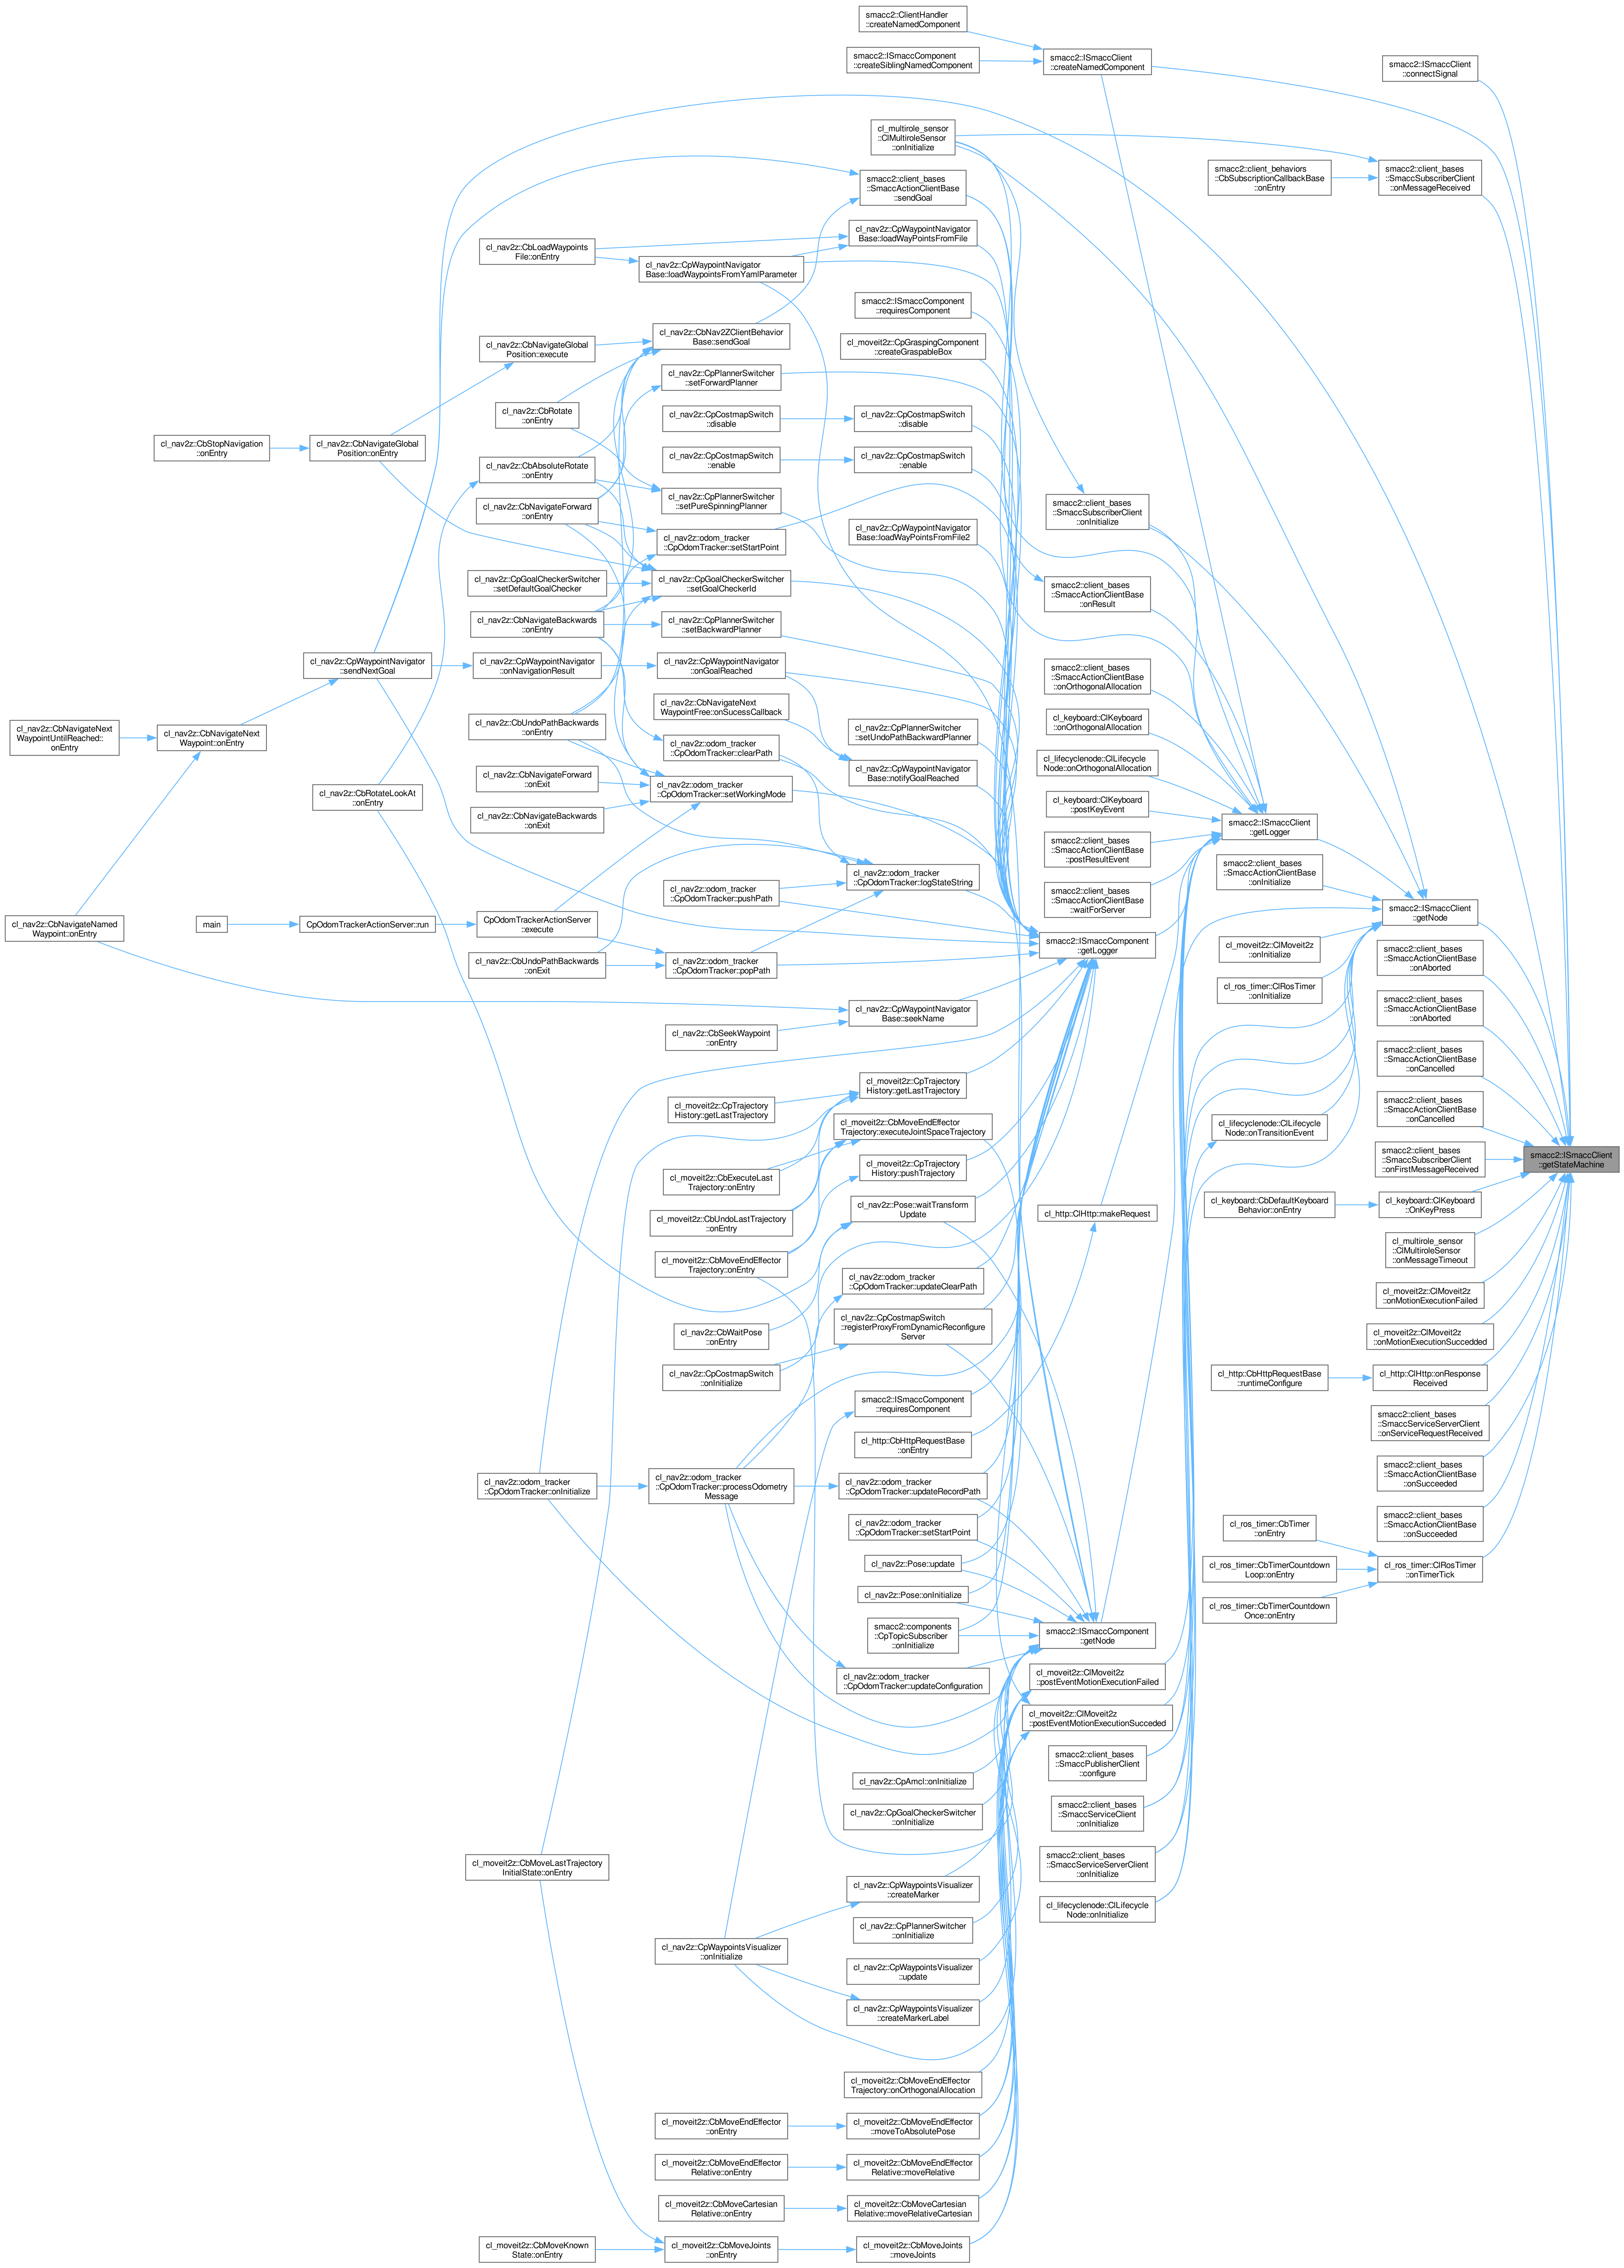 smacc2::ClientHandler
::createNamedComponent
smacc2::ISmaccComponent
::createSiblingNamedComponent
smacc2::ISmaccClient
::createNamedComponent
smacc2::ISmaccClient
::connectSignal
cl_multirole_sensor
::ClMultiroleSensor
::onInitialize
smacc2::client_behaviors
::CbSubscriptionCallbackBase
::onEntry
smacc2::client_bases
::SmaccSubscriberClient
::onMessageReceived
smacc2::client_bases
::SmaccActionClientBase
::sendGoal
cl_nav2z::CpWaypointNavigator
Base::loadWayPointsFromFile
cl_nav2z::CbLoadWaypoints
File::onEntry
cl_nav2z::CpWaypointNavigator
Base::loadWaypointsFromYamlParameter
smacc2::ISmaccComponent
::requiresComponent
cl_nav2z::CbNav2ZClientBehavior
Base::sendGoal
cl_nav2z::CbNavigateGlobal
Position::execute
cl_moveit2z::CpGraspingComponent
::createGraspableBox
cl_nav2z::CpPlannerSwitcher
::setForwardPlanner
cl_nav2z::CbRotate
::onEntry
cl_nav2z::CpCostmapSwitch
::disable
cl_nav2z::CpCostmapSwitch
::disable
cl_nav2z::CbStopNavigation
::onEntry
cl_nav2z::CbNavigateGlobal
Position::onEntry
cl_nav2z::CpCostmapSwitch
::enable
cl_nav2z::CpCostmapSwitch
::enable
cl_nav2z::CbAbsoluteRotate
::onEntry
cl_nav2z::CpPlannerSwitcher
::setPureSpinningPlanner
cl_nav2z::CbNavigateForward
::onEntry
smacc2::client_bases
::SmaccSubscriberClient
::onInitialize
cl_nav2z::odom_tracker
::CpOdomTracker::setStartPoint
cl_nav2z::CpWaypointNavigator
Base::loadWayPointsFromFile2
cl_nav2z::CpGoalCheckerSwitcher
::setDefaultGoalChecker
cl_nav2z::CpGoalCheckerSwitcher
::setGoalCheckerId
smacc2::client_bases
::SmaccActionClientBase
::onResult
cl_nav2z::CbNavigateBackwards
::onEntry
cl_nav2z::CpPlannerSwitcher
::setBackwardPlanner
cl_nav2z::CpWaypointNavigator
::sendNextGoal
cl_nav2z::CpWaypointNavigator
::onNavigationResult
cl_nav2z::CpWaypointNavigator
::onGoalReached
smacc2::client_bases
::SmaccActionClientBase
::onOrthogonalAllocation
cl_nav2z::CbNavigateNext
WaypointFree::onSucessCallback
cl_keyboard::ClKeyboard
::onOrthogonalAllocation
cl_nav2z::CbNavigateNext
WaypointUntilReached::
onEntry
cl_nav2z::CbNavigateNext
Waypoint::onEntry
cl_nav2z::CbUndoPathBackwards
::onEntry
cl_nav2z::odom_tracker
::CpOdomTracker::clearPath
cl_nav2z::CpPlannerSwitcher
::setUndoPathBackwardPlanner
cl_lifecyclenode::ClLifecycle
Node::onOrthogonalAllocation
cl_nav2z::CbRotateLookAt
::onEntry
cl_nav2z::CbNavigateForward
::onExit
cl_nav2z::odom_tracker
::CpOdomTracker::setWorkingMode
cl_nav2z::CpWaypointNavigator
Base::notifyGoalReached
cl_keyboard::ClKeyboard
::postKeyEvent
cl_nav2z::CbNavigateBackwards
::onExit
smacc2::ISmaccClient
::getLogger
smacc2::client_bases
::SmaccActionClientBase
::postResultEvent
cl_nav2z::odom_tracker
::CpOdomTracker::logStateString
smacc2::client_bases
::SmaccActionClientBase
::onInitialize
cl_nav2z::odom_tracker
::CpOdomTracker::pushPath
smacc2::client_bases
::SmaccActionClientBase
::waitForServer
smacc2::ISmaccClient
::getNode
cl_nav2z::CbNavigateNamed
Waypoint::onEntry
main
CpOdomTrackerActionServer::run
CpOdomTrackerActionServer
::execute
smacc2::ISmaccComponent
::getLogger
cl_moveit2z::ClMoveit2z
::onInitialize
cl_nav2z::CbUndoPathBackwards
::onExit
cl_nav2z::odom_tracker
::CpOdomTracker::popPath
smacc2::client_bases
::SmaccActionClientBase
::onAborted
cl_ros_timer::ClRosTimer
::onInitialize
cl_nav2z::CpWaypointNavigator
Base::seekName
smacc2::client_bases
::SmaccActionClientBase
::onAborted
cl_nav2z::CbSeekWaypoint
::onEntry
smacc2::client_bases
::SmaccActionClientBase
::onCancelled
cl_moveit2z::CpTrajectory
History::getLastTrajectory
cl_moveit2z::CpTrajectory
History::getLastTrajectory
smacc2::client_bases
::SmaccActionClientBase
::onCancelled
cl_moveit2z::CbMoveEndEffector
Trajectory::executeJointSpaceTrajectory
cl_lifecyclenode::ClLifecycle
Node::onTransitionEvent
smacc2::ISmaccClient
::getStateMachine
cl_moveit2z::CbExecuteLast
Trajectory::onEntry
cl_moveit2z::CpTrajectory
History::pushTrajectory
smacc2::client_bases
::SmaccSubscriberClient
::onFirstMessageReceived
cl_moveit2z::CbUndoLastTrajectory
::onEntry
cl_nav2z::Pose::waitTransform
Update
cl_http::ClHttp::makeRequest
cl_keyboard::CbDefaultKeyboard
Behavior::onEntry
cl_keyboard::ClKeyboard
::OnKeyPress
cl_moveit2z::CbMoveEndEffector
Trajectory::onEntry
cl_multirole_sensor
::ClMultiroleSensor
::onMessageTimeout
cl_nav2z::odom_tracker
::CpOdomTracker::updateClearPath
cl_moveit2z::ClMoveit2z
::onMotionExecutionFailed
cl_nav2z::CbWaitPose
::onEntry
cl_nav2z::CpCostmapSwitch
::registerProxyFromDynamicReconfigure
Server
cl_moveit2z::ClMoveit2z
::onMotionExecutionSuccedded
cl_nav2z::CpCostmapSwitch
::onInitialize
cl_http::CbHttpRequestBase
::runtimeConfigure
cl_http::ClHttp::onResponse
Received
smacc2::ISmaccComponent
::requiresComponent
smacc2::client_bases
::SmaccServiceServerClient
::onServiceRequestReceived
cl_http::CbHttpRequestBase
::onEntry
smacc2::client_bases
::SmaccActionClientBase
::onSucceeded
cl_nav2z::odom_tracker
::CpOdomTracker::onInitialize
cl_nav2z::odom_tracker
::CpOdomTracker::processOdometry
Message
cl_nav2z::odom_tracker
::CpOdomTracker::updateRecordPath
smacc2::client_bases
::SmaccActionClientBase
::onSucceeded
cl_nav2z::odom_tracker
::CpOdomTracker::setStartPoint
cl_ros_timer::CbTimer
::onEntry
cl_nav2z::Pose::update
cl_ros_timer::CbTimerCountdown
Loop::onEntry
cl_ros_timer::ClRosTimer
::onTimerTick
cl_nav2z::Pose::onInitialize
cl_ros_timer::CbTimerCountdown
Once::onEntry
smacc2::components
::CpTopicSubscriber
::onInitialize
smacc2::ISmaccComponent
::getNode
cl_nav2z::odom_tracker
::CpOdomTracker::updateConfiguration
cl_moveit2z::ClMoveit2z
::postEventMotionExecutionFailed
cl_moveit2z::ClMoveit2z
::postEventMotionExecutionSucceded
smacc2::client_bases
::SmaccPublisherClient
::configure
cl_nav2z::CpAmcl::onInitialize
cl_nav2z::CpGoalCheckerSwitcher
::onInitialize
smacc2::client_bases
::SmaccServiceClient
::onInitialize
cl_moveit2z::CbMoveLastTrajectory
InitialState::onEntry
smacc2::client_bases
::SmaccServiceServerClient
::onInitialize
cl_nav2z::CpWaypointsVisualizer
::createMarker
cl_lifecyclenode::ClLifecycle
Node::onInitialize
cl_nav2z::CpPlannerSwitcher
::onInitialize
cl_nav2z::CpWaypointsVisualizer
::onInitialize
cl_nav2z::CpWaypointsVisualizer
::update
cl_nav2z::CpWaypointsVisualizer
::createMarkerLabel
cl_moveit2z::CbMoveEndEffector
Trajectory::onOrthogonalAllocation
cl_moveit2z::CbMoveEndEffector
::onEntry
cl_moveit2z::CbMoveEndEffector
::moveToAbsolutePose
cl_moveit2z::CbMoveEndEffector
Relative::onEntry
cl_moveit2z::CbMoveEndEffector
Relative::moveRelative
cl_moveit2z::CbMoveCartesian
Relative::onEntry
cl_moveit2z::CbMoveCartesian
Relative::moveRelativeCartesian
cl_moveit2z::CbMoveKnown
State::onEntry
cl_moveit2z::CbMoveJoints
::onEntry
cl_moveit2z::CbMoveJoints
::moveJoints